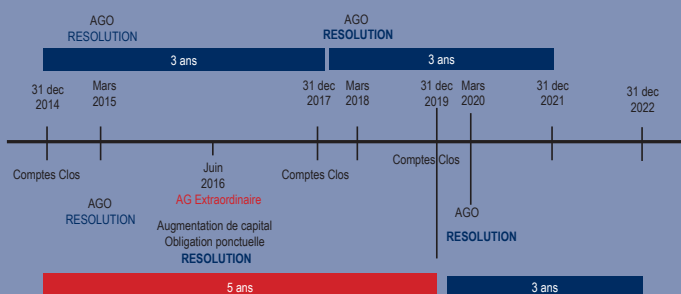 AGO
RESOLUTION
AGO
RESOLUTION
3 ans
3 ans
31 dec
2014
Mars
2015
31 dec
2017
Mars
2018
31 dec
2019
Mars
2020
31 dec
2021
31 dec
2022
Comptes Clos
Juin
2016
AG Extraordinaire
Comptes Clos
Comptes Clos
AGO
RESOLUTION
Augmentation de capital
Obligation ponctuelle
RESOLUTION
AGO
RESOLUTION
5 ans
3 ans